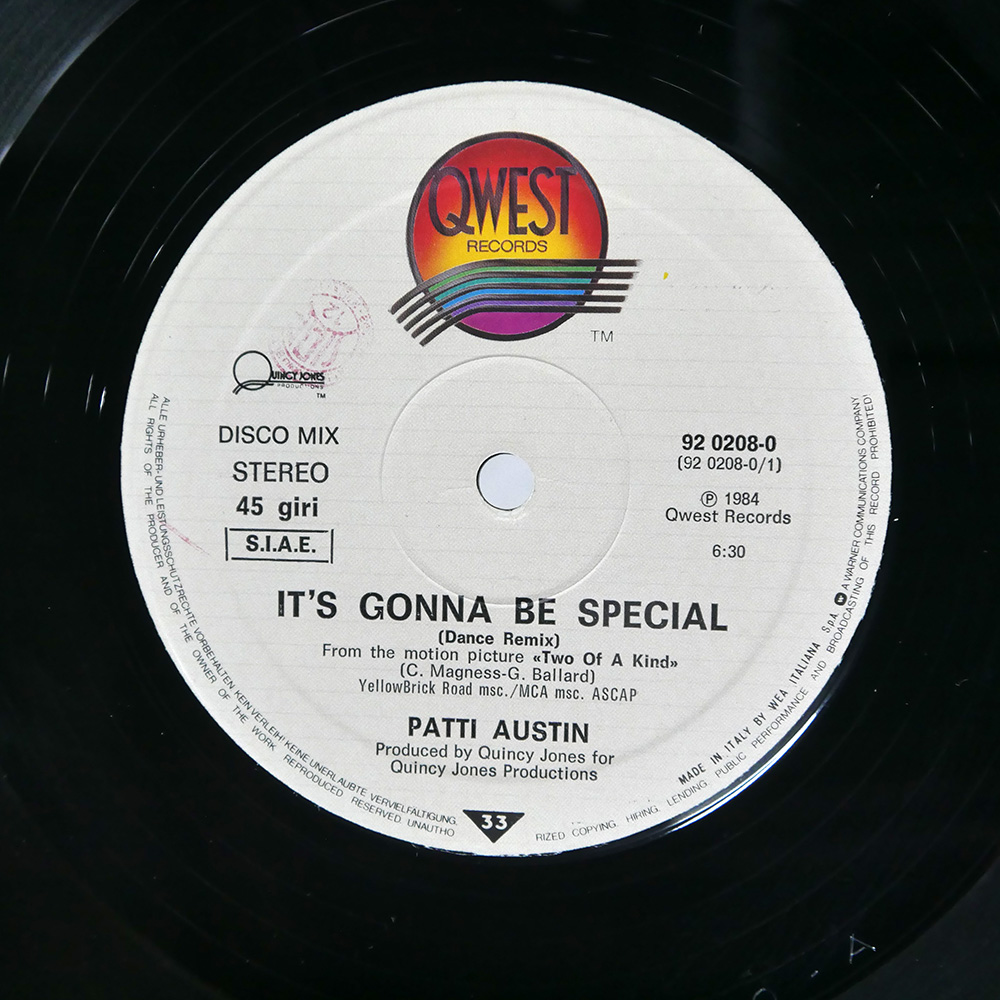 QWEST
RECORDS
TM
QUINCY JONES
PRODUCTIONS
TM
DISCO MIX
STEREO
45 giri
S.I.A.E.
92 0208-0
(92 0208-0/1)
℗ 1984
Qwest Records
6:30
IT'S GONNA BE SPECIAL
(Dance Remix)
From the motion picture «Two Of A Kind»
(C. Magness-G. Ballard)
YellowBrick Road msc./MCA msc. ASCAP
PATTI AUSTIN
Produced by Quincy Jones for
Quincy Jones Productions
ALLE URHEBER- UND LEISTUNGSSCHUTZRECHTE VORBEHALTEN KEIN VERLEIH! KEINE UNERLAUBTE VERVIELFÄLTIGUNG.
ALL RIGHTS OF THE PRODUCER AND OF THE OWNER OF THE WORK REPRODUCED RESERVED. UNAUTHO
33
RIZED COPYING. HIRING. LENDING. PUBLIC PERFORMANCE AND BROADCASTING OF THIS RECORD PROHIBITED!
MADE IN ITALY BY WEA ITALIANA S.p.A. A WARNER COMMUNICATIONS COMPANY
A